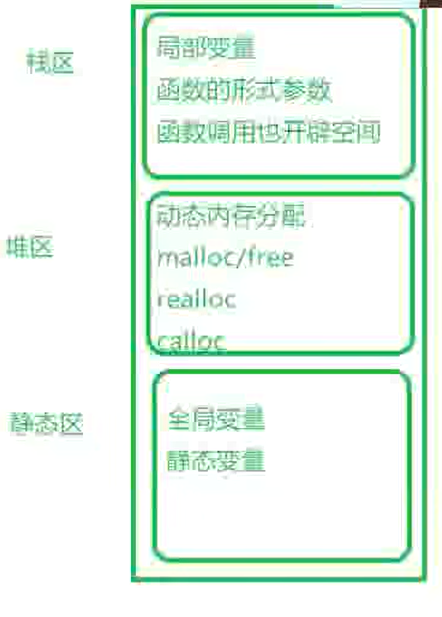 栈区
局部变量
函数的形式参数
函数调用也开辟空间
堆区
动态内存分配
malloc/free
realloc
calloc
静态区
全局变量
静态变量